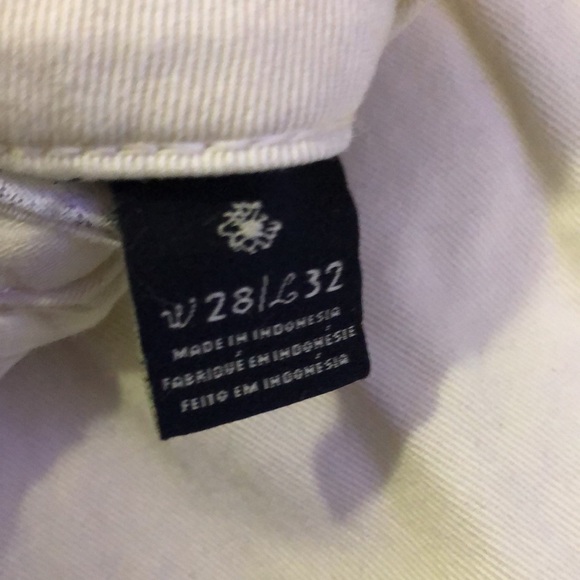 W28/L32
MADE IN INDONESIA
FABRIQUÉ EN INDONÉSIE
FEITO EM INDONÉSIA